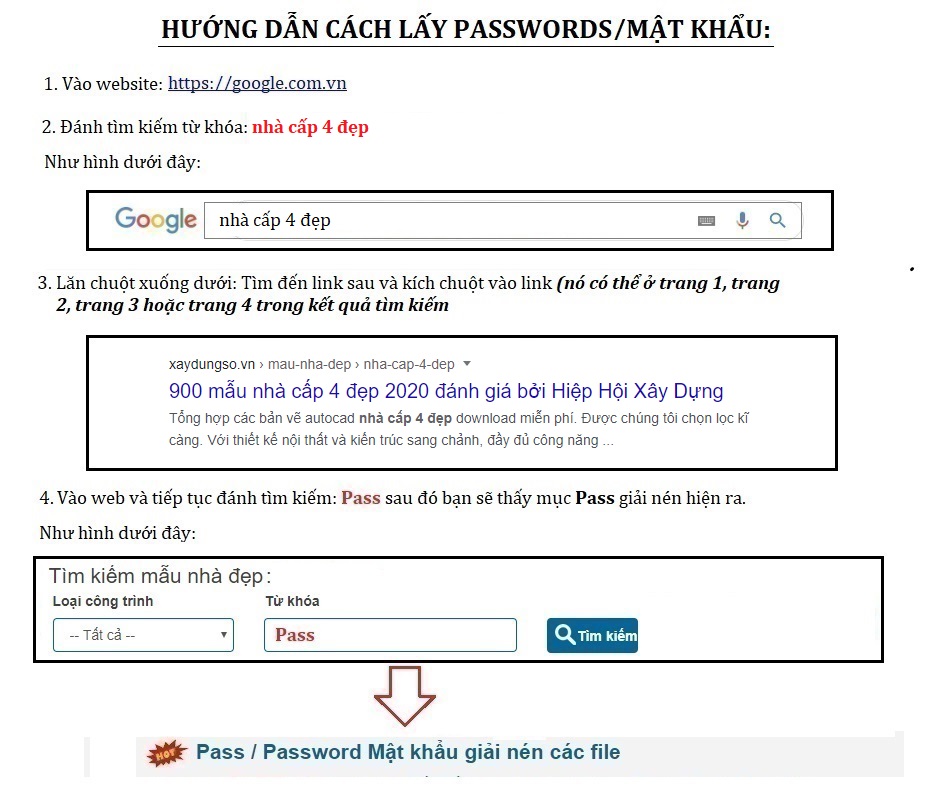 HƯỚNG DẪN CÁCH LẤY PASSWORDS/MẬT KHẨU:
1. Vào website: https://google.com.vn
2. Đánh tìm kiếm từ khóa: nhà cấp 4 đẹp
Như hình dưới đây:
Google nhà cấp 4 đẹp
3. Lăn chuột xuống dưới: Tìm đến link sau và kích chuột vào link (nó có thể ở trang 1, trang
2, trang 3 hoặc trang 4 trong kết quả tìm kiếm
xaydungso.vn › mau-nha-dep › nha-cap-4-dep
900 mẫu nhà cấp 4 đẹp 2020 đánh giá bởi Hiệp Hội Xây Dựng
Tổng hợp các bản vẽ autocad nhà cấp 4 đẹp download miễn phí. Được chúng tôi chọn lọc kĩ
càng. Với thiết kế nội thất và kiến trúc sang chảnh, đầy đủ công năng ...
4. Vào web và tiếp tục đánh tìm kiếm: Pass sau đó bạn sẽ thấy mục Pass giải nén hiện ra.
Như hình dưới đây:
Tìm kiếm mẫu nhà đẹp:
Loại công trình Từ khóa
-- Tất cả -- Pass Tìm kiếm
HOT Pass / Password Mật khẩu giải nén các file